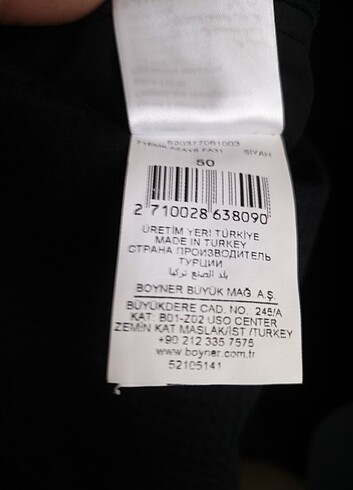 520377081003
SİYAH
50
2 710028 638090
ÜRETİM YERİ TÜRKİYE
MADE IN TURKEY
СТРАНА ПРОИЗВОДИТЕЛЬ
ТУРЦИИ
بلد الصنع تركيا
BOYNER BÜYÜK MAĞ. A.Ş.
BÜYÜKDERE CAD. NO. 245/A
KAT: B01-Z02 USO CENTER
ZEMİN KAT MASLAK/İST /TURKEY
+90 212 335 7575
www.boyner.com.tr
52105141